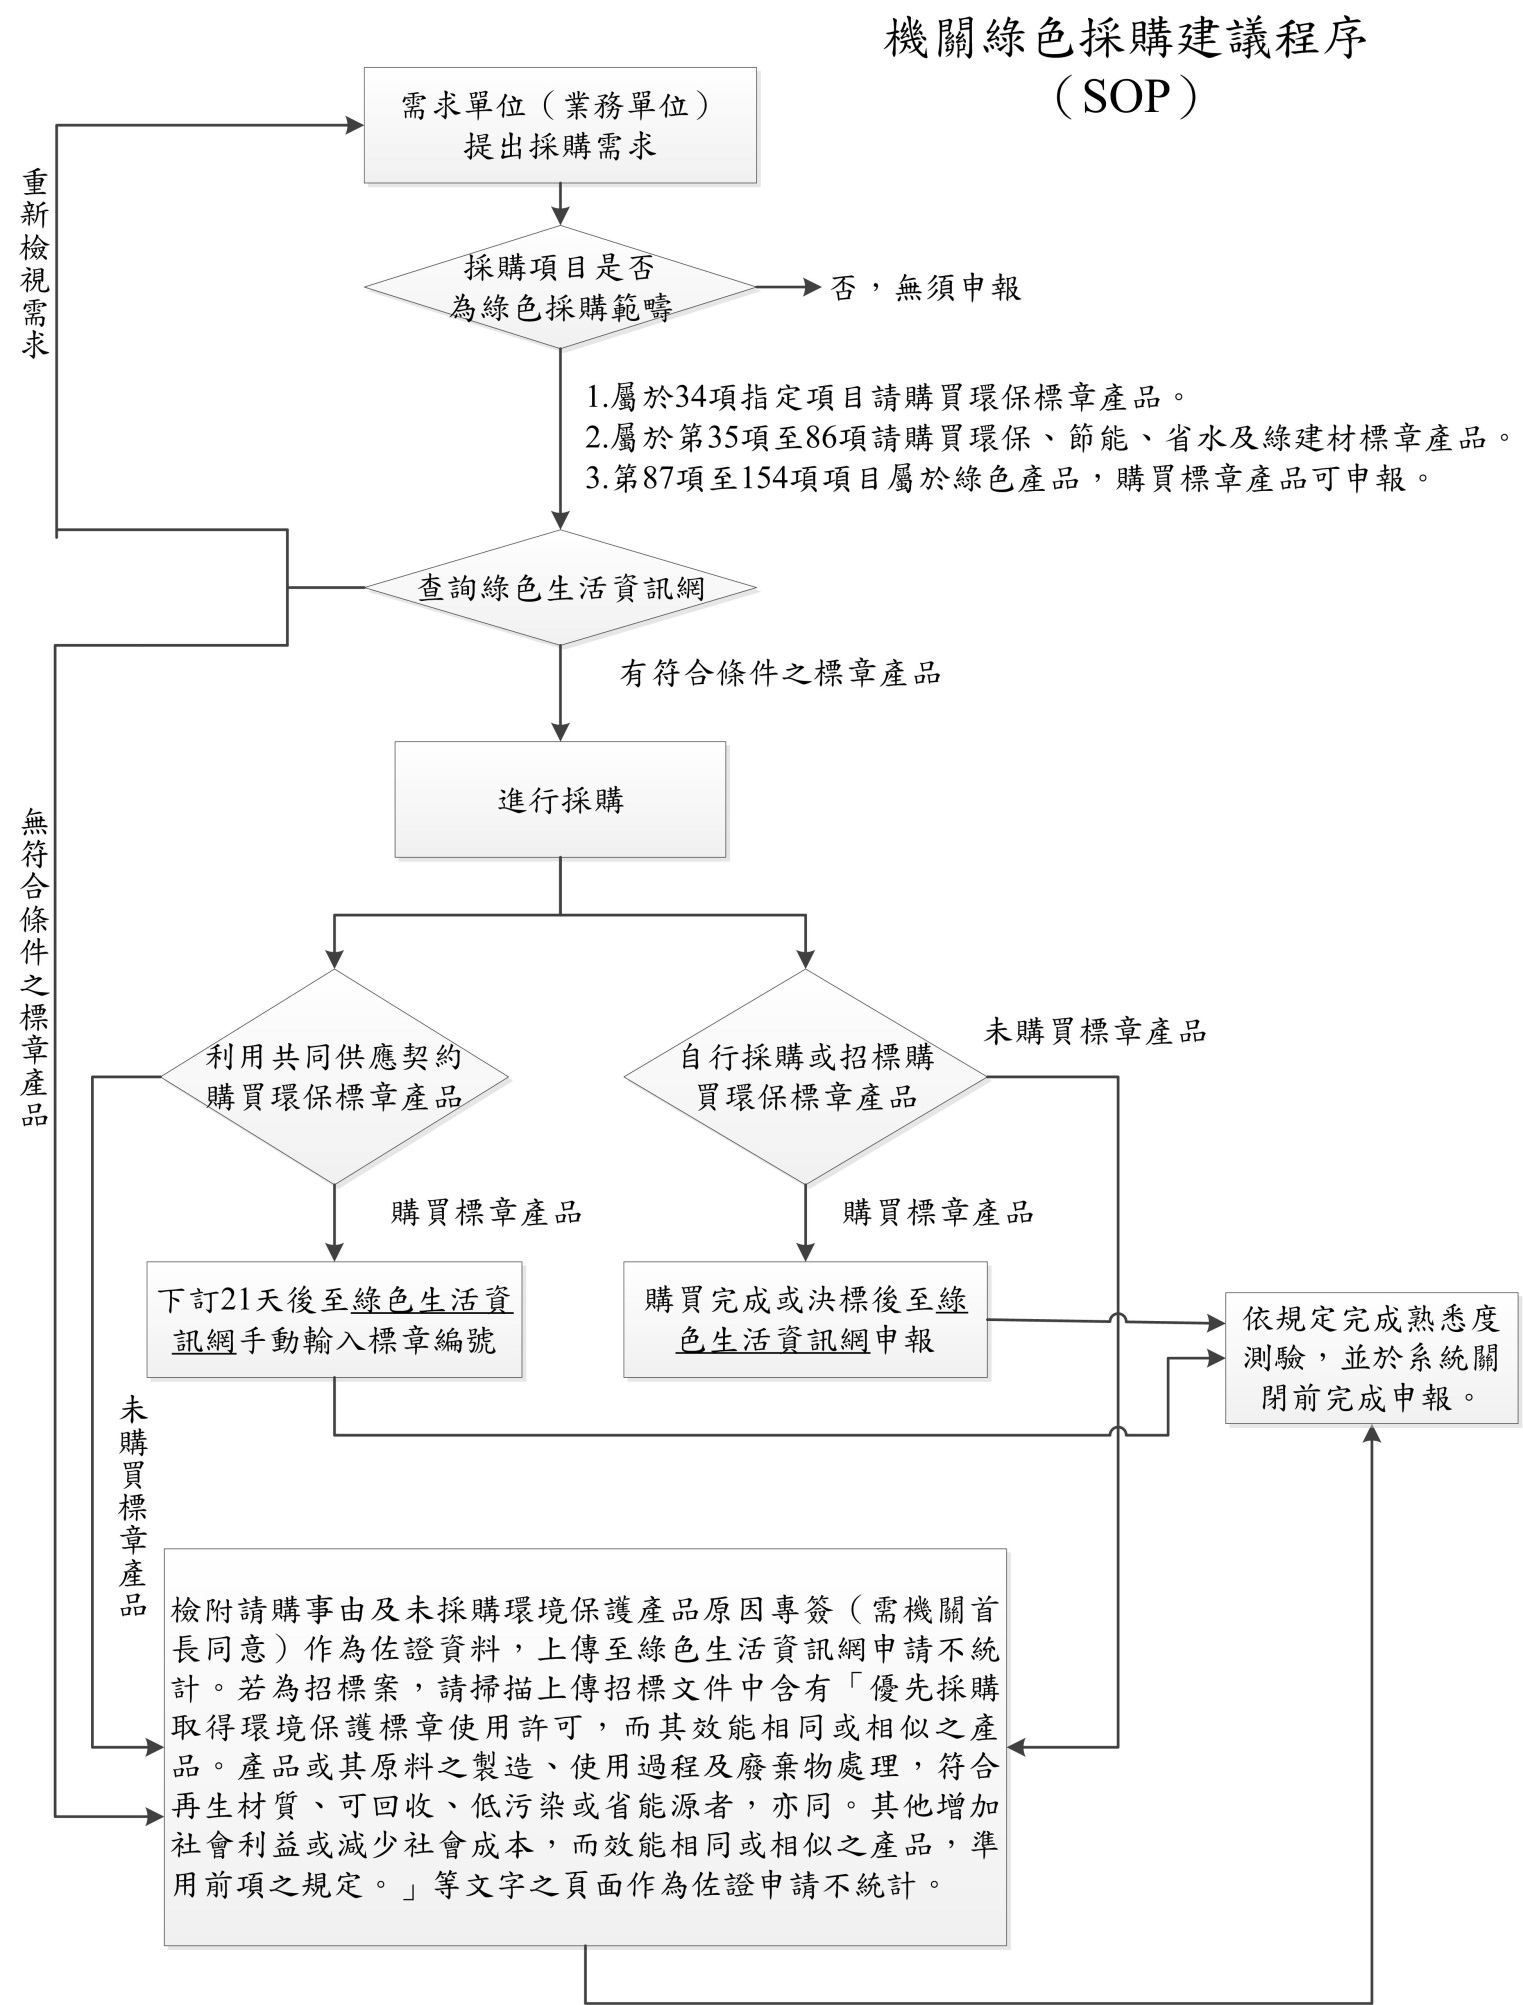 機關綠色採購建議程序
（SOP）
需求單位（業務單位）
提出採購需求
重新檢視需求
採購項目是否
為綠色採購範疇
否，無須申報
1.屬於34項指定項目請購買環保標章產品。
2.屬於第35項至86項請購買環保、節能、省水及綠建材標章產品。
3.第87項至154項項目屬於綠色產品，購買標章產品可申報。
查詢綠色生活資訊網
有符合條件之標章產品
進行採購
無符合條件之標章產品
利用共同供應契約
購買環保標章產品
自行採購或招標購
買環保標章產品
未購買標章產品
購買標章產品
購買標章產品
下訂21天後至綠色生活資
訊網手動輸入標章編號
購買完成或決標後至綠
色生活資訊網申報
依規定完成熟悉度
測驗，並於系統關
閉前完成申報。
未購買標章產品
檢附請購事由及未採購環境保護產品原因專簽（需機關首
長同意）作為佐證資料，上傳至綠色生活資訊網申請不統
計。若為招標案，請掃描上傳招標文件中含有「優先採購
取得環境保護標章使用許可，而其效能相同或相似之產
品。產品或其原料之製造、使用過程及廢棄物處理，符合
再生材質、可回收、低污染或省能源者，亦同。其他增加
社會利益或減少社會成本，而效能相同或相似之產品，準
用前項之規定。」等文字之頁面作為佐證申請不統計。